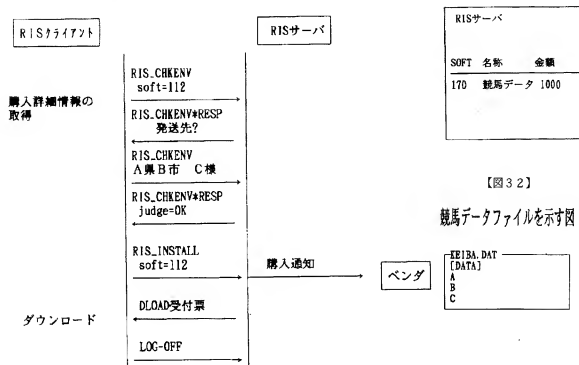 RISクライアント
RISサーバ
購入詳細情報の
取得
RIS_CHKENV
soft=112
RIS_CHKENV*RESP
発送先?
RIS_CHKENV
A県B市 C様
RIS_CHKENV*RESP
judge=OK
RIS_INSTALL
soft=112
購入通知
ベンダ
ダウンロード
DLOAD受付票
LOG-OFF
RISサーバ
SOFT 名称 金額
170 競馬データ 1000
【図32】
競馬データファイルを示す図
KEIBA.DAT
[DATA]
A
B
C